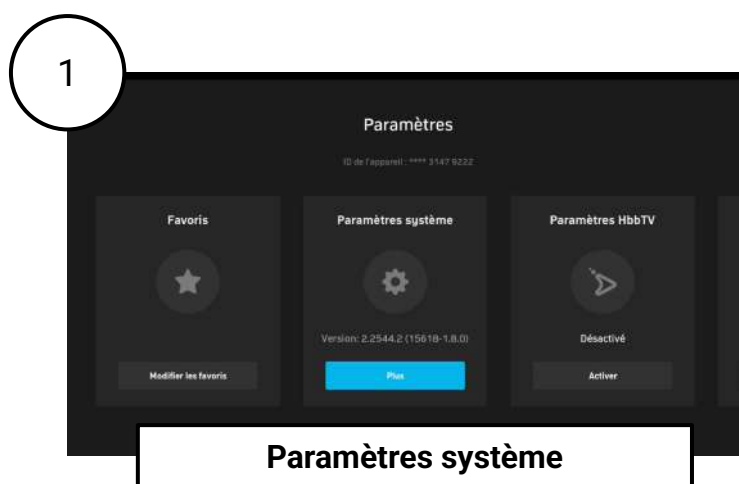 1
Paramètres
ID de l'appareil : **** 3147 9222
Favoris
Paramètres système
Paramètres HbbTV
Version: 2.2544.2 (15618-1.8.0)
Désactivé
Modifier les favoris
Plus
Activer
Paramètres système